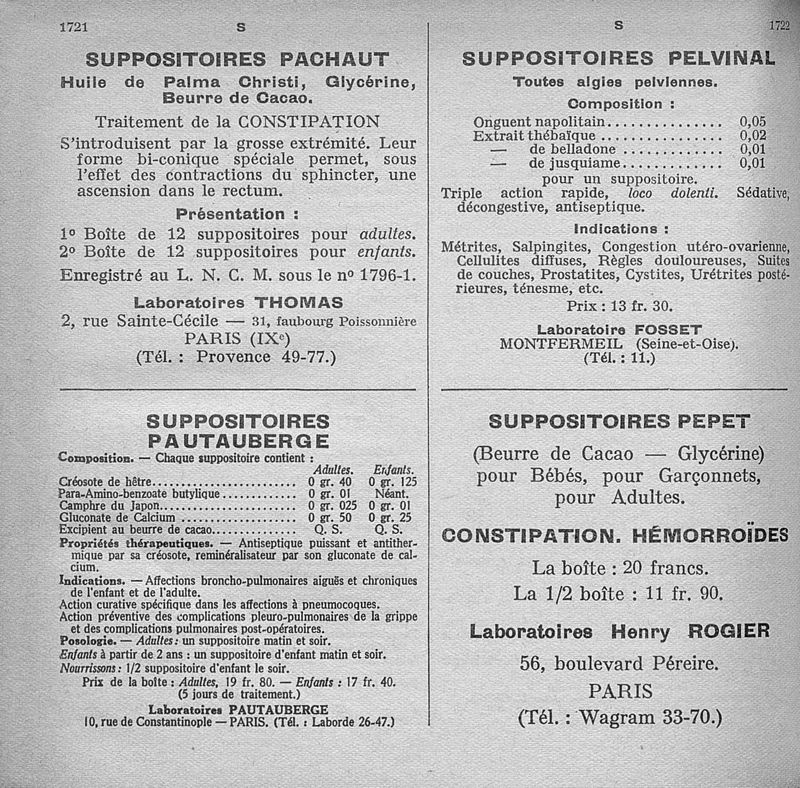 1721 S
SUPPOSITOIRES PACHAUT
Huile de Palma Christi, Glycérine,
Beurre de Cacao.
Traitement de la CONSTIPATION
S'introduisent par la grosse extrémité. Leur
forme bi-conique spéciale permet, sous
l'effet des contractions du sphincter, une
ascension dans le rectum.
Présentation :
1º Boîte de 12 suppositoires pour adultes.
2º Boîte de 12 suppositoires pour enfants.
Enregistré au L. N. C. M. sous le nº 1796-1.
Laboratoires THOMAS
2, rue Sainte-Cécile — 31, faubourg Poissonnière
PARIS (IXᵉ)
(Tél. : Provence 49-77.)
SUPPOSITOIRES
PAUTAUBERGE
Composition. — Chaque suppositoire contient :
Adultes. Enfants.
Créosote de hêtre........................ 0 gr. 40 0 gr. 125
Para-Amino-benzoate butylique............ 0 gr. 01 Néant.
Camphre du Japon........................ 0 gr. 025 0 gr. 01
Gluconate de Calcium .................... 0 gr. 50 0 gr. 25
Excipient au beurre de cacao.............. Q. S. Q. S.
Propriétés thérapeutiques. — Antiseptique puissant et antither-
mique par sa créosote, reminéralisateur par son gluconate de cal-
cium.
Indications. — Affections broncho-pulmonaires aiguës et chroniques
de l'enfant et de l'adulte.
Action curative spécifique dans les affections à pneumocoques.
Action préventive des complications pleuro-pulmonaires de la grippe
et des complications pulmonaires post-opératoires.
Posologie. — Adultes : un suppositoire matin et soir.
Enfants à partir de 2 ans : un suppositoire d'enfant matin et soir.
Nourrissons : 1/2 suppositoire d'enfant le soir.
Prix de la boîte : Adultes, 19 fr. 80. — Enfants : 17 fr. 40.
(5 jours de traitement.)
Laboratoires PAUTAUBERGE
10, rue de Constantinople — PARIS. (Tél. : Laborde 26-47.)
S 1722
SUPPOSITOIRES PELVINAL
Toutes algies pelviennes.
Composition :
Onguent napolitain............... 0,05
Extrait thébaïque ................ 0,02
— de belladone ............. 0,01
— de jusquiame............. 0,01
pour un suppositoire.
Triple action rapide, loco dolenti. Sédative,
décongestive, antiseptique.
Indications :
Métrites, Salpingites, Congestion utéro-ovarienne,
Cellulites diffuses, Règles douloureuses, Suites
de couches, Prostatites, Cystites, Urétrites posté-
rieures, ténesme, etc.
Prix : 13 fr. 30.
Laboratoire FOSSET
MONTFERMEIL (Seine-et-Oise).
(Tél. : 11.)
SUPPOSITOIRES PEPET
(Beurre de Cacao — Glycérine)
pour Bébés, pour Garçonnets,
pour Adultes.
CONSTIPATION. HÉMORROÏDES
La boîte : 20 francs.
La 1/2 boîte : 11 fr. 90.
Laboratoires Henry ROGIER
56, boulevard Péreire.
PARIS
(Tél. : Wagram 33-70.)